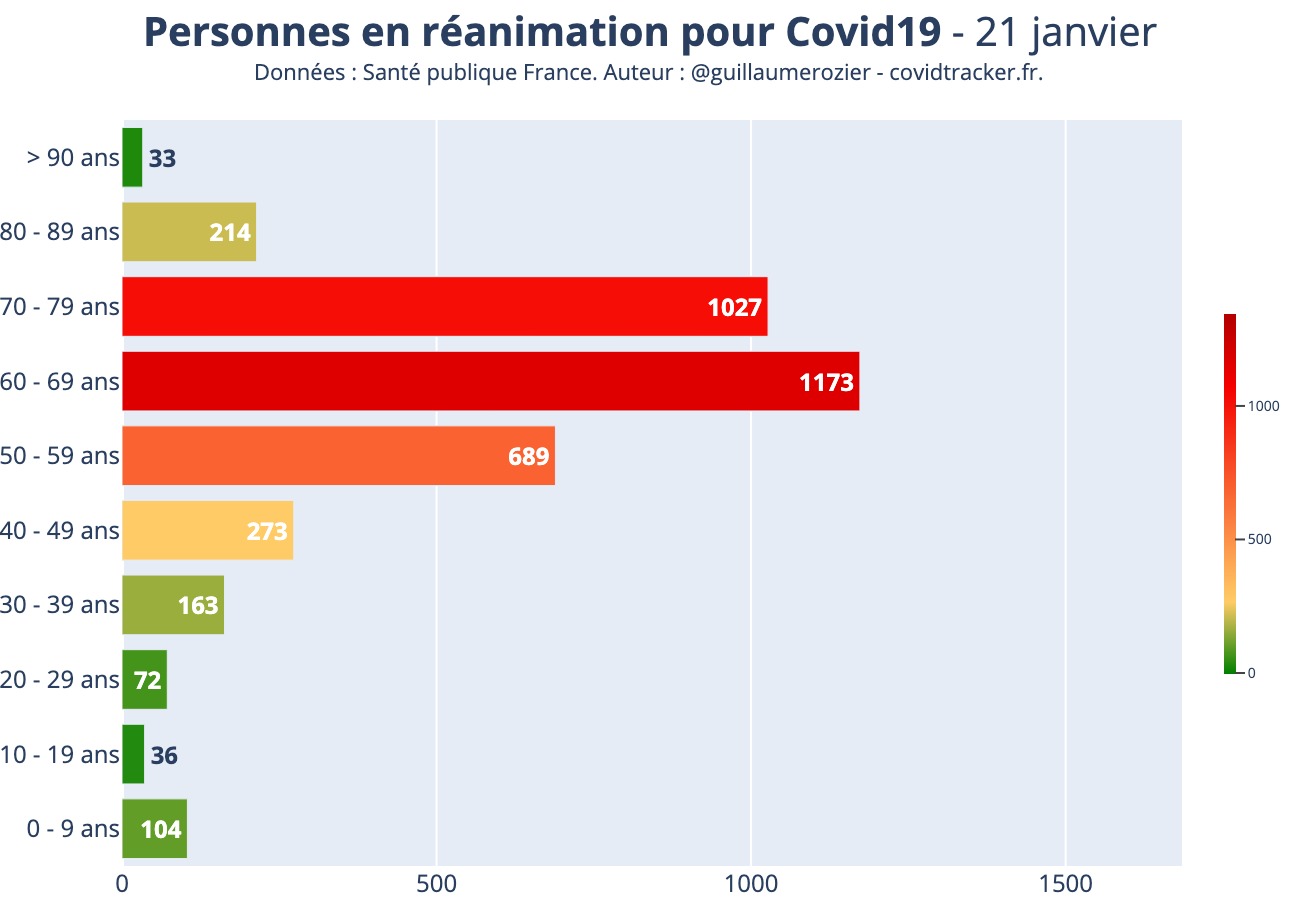 Personnes en réanimation pour Covid19 - 21 janvier
Données : Santé publique France. Auteur : @guillaumerozier - covidtracker.fr.
> 90 ans 33
80 - 89 ans 214
70 - 79 ans 1027
60 - 69 ans 1173
50 - 59 ans 689
40 - 49 ans 273
30 - 39 ans 163
20 - 29 ans 72
10 - 19 ans 36
0 - 9 ans 104
0 500 1000 1500
1000
500
0